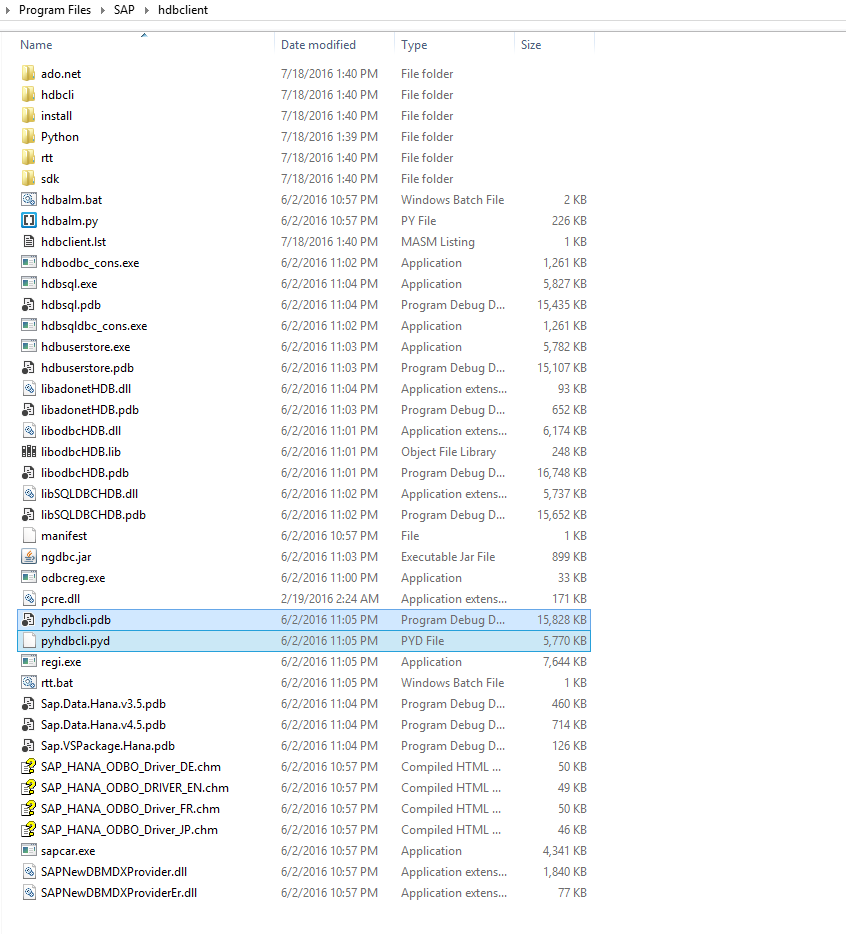 Program Files SAP hdbclient
Name Date modified Type Size
ado.net 7/18/2016 1:40 PM File folder
hdbcli 7/18/2016 1:40 PM File folder
install 7/18/2016 1:40 PM File folder
Python 7/18/2016 1:39 PM File folder
rtt 7/18/2016 1:40 PM File folder
sdk 7/18/2016 1:40 PM File folder
hdbalm.bat 6/2/2016 10:57 PM Windows Batch File 2 KB
hdbalm.py 6/2/2016 10:57 PM PY File 226 KB
hdbclient.lst 7/18/2016 1:40 PM MASM Listing 1 KB
hdbodbc_cons.exe 6/2/2016 11:02 PM Application 1,261 KB
hdbsql.exe 6/2/2016 11:04 PM Application 5,827 KB
hdbsql.pdb 6/2/2016 11:04 PM Program Debug D... 15,435 KB
hdbsqldbc_cons.exe 6/2/2016 11:02 PM Application 1,261 KB
hdbuserstore.exe 6/2/2016 11:03 PM Application 5,782 KB
hdbuserstore.pdb 6/2/2016 11:03 PM Program Debug D... 15,107 KB
libadonetHDB.dll 6/2/2016 11:04 PM Application extens... 93 KB
libadonetHDB.pdb 6/2/2016 11:03 PM Program Debug D... 652 KB
libodbcHDB.dll 6/2/2016 11:01 PM Application extens... 6,174 KB
libodbcHDB.lib 6/2/2016 11:01 PM Object File Library 248 KB
libodbcHDB.pdb 6/2/2016 11:01 PM Program Debug D... 16,748 KB
libSQLDBCHDB.dll 6/2/2016 11:02 PM Application extens... 5,737 KB
libSQLDBCHDB.pdb 6/2/2016 11:02 PM Program Debug D... 15,652 KB
manifest 6/2/2016 10:57 PM File 1 KB
ngdbc.jar 6/2/2016 11:03 PM Executable Jar File 899 KB
odbcreg.exe 6/2/2016 11:00 PM Application 33 KB
pcre.dll 2/19/2016 2:24 AM Application extens... 171 KB
pyhdbcli.pdb 6/2/2016 11:05 PM Program Debug D... 15,828 KB
pyhdbcli.pyd 6/2/2016 11:05 PM PYD File 5,770 KB
regi.exe 6/2/2016 11:05 PM Application 7,644 KB
rtt.bat 6/2/2016 11:05 PM Windows Batch File 1 KB
Sap.Data.Hana.v3.5.pdb 6/2/2016 11:04 PM Program Debug D... 460 KB
Sap.Data.Hana.v4.5.pdb 6/2/2016 11:04 PM Program Debug D... 714 KB
Sap.VSPackage.Hana.pdb 6/2/2016 11:04 PM Program Debug D... 126 KB
SAP_HANA_ODBO_Driver_DE.chm 6/2/2016 10:57 PM Compiled HTML ... 50 KB
SAP_HANA_ODBO_DRIVER_EN.chm 6/2/2016 10:57 PM Compiled HTML ... 49 KB
SAP_HANA_ODBO_Driver_FR.chm 6/2/2016 10:57 PM Compiled HTML ... 50 KB
SAP_HANA_ODBO_Driver_JP.chm 6/2/2016 10:57 PM Compiled HTML ... 46 KB
sapcar.exe 6/2/2016 10:57 PM Application 4,341 KB
SAPNewDBMDXProvider.dll 6/2/2016 10:57 PM Application extens... 1,840 KB
SAPNewDBMDXProviderEr.dll 6/2/2016 10:57 PM Application extens... 77 KB